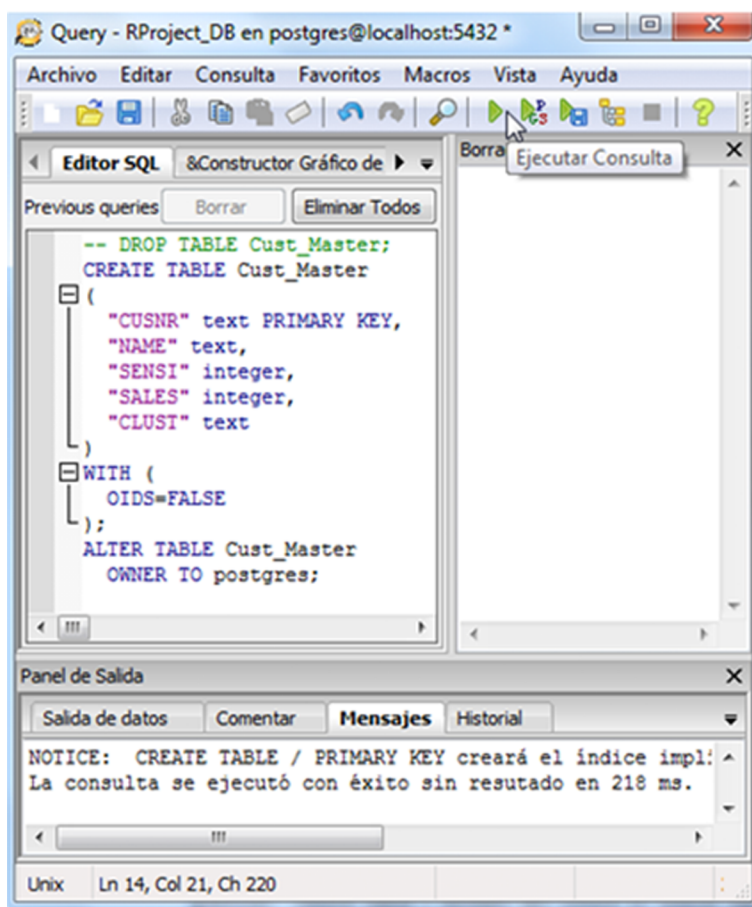 Query - RProject_DB en postgres@localhost:5432 *
Archivo Editar Consulta Favoritos Macros Vista Ayuda
Editor SQL &Constructor Gráfico de
Borra
Ejecutar Consulta
Previous queries Borrar Eliminar Todos
-- DROP TABLE Cust_Master;
CREATE TABLE Cust_Master
(
"CUSNR" text PRIMARY KEY,
"NAME" text,
"SENSI" integer,
"SALES" integer,
"CLUST" text
)
WITH (
OIDS=FALSE
);
ALTER TABLE Cust_Master
OWNER TO postgres;
Panel de Salida
Salida de datos Comentar Mensajes Historial
NOTICE: CREATE TABLE / PRIMARY KEY creará el índice implí
La consulta se ejecutó con éxito sin resutado en 218 ms.
Unix Ln 14, Col 21, Ch 220